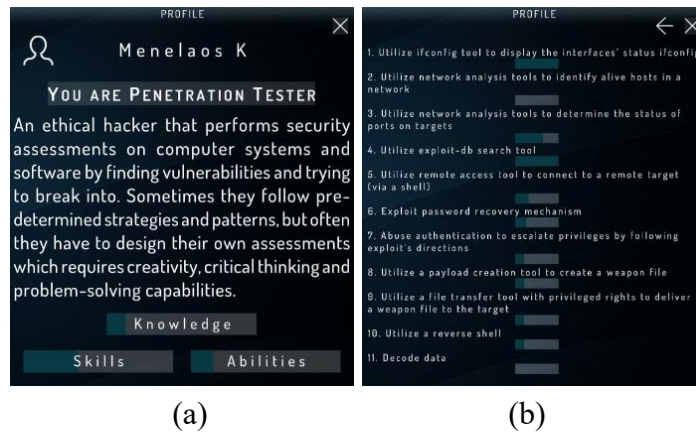 PROFILE
Menelaos K
YOU ARE PENETRATION TESTER
An ethical hacker that performs security
assessments on computer systems and
software by finding vulnerabilities and trying
to break into. Sometimes they follow pre-
determined strategies and patterns, but often
they have to design their own assessments
which requires creativity, critical thinking and
problem-solving capabilities.
Knowledge
Skills
Abilities
(a)
PROFILE
1. Utilize ifconfig tool to display the interfaces' status ifconfig
2. Utilize network analysis tools to identify alive hosts in a
network
3. Utilize network analysis tools to determine the status of
ports on targets
4. Utilize exploit-db search tool
5. Utilize remote access tool to connect to a remote target
(via a shell)
6. Exploit password recovery mechanism
7. Abuse authentication to escalate privileges by following
exploit's directions
8. Utilize a payload creation tool to create a weapon file
9. Utilize a file transfer tool with privileged rights to deliver
a weapon file to the target
10. Utilize a reverse shell
11. Decode data
(b)